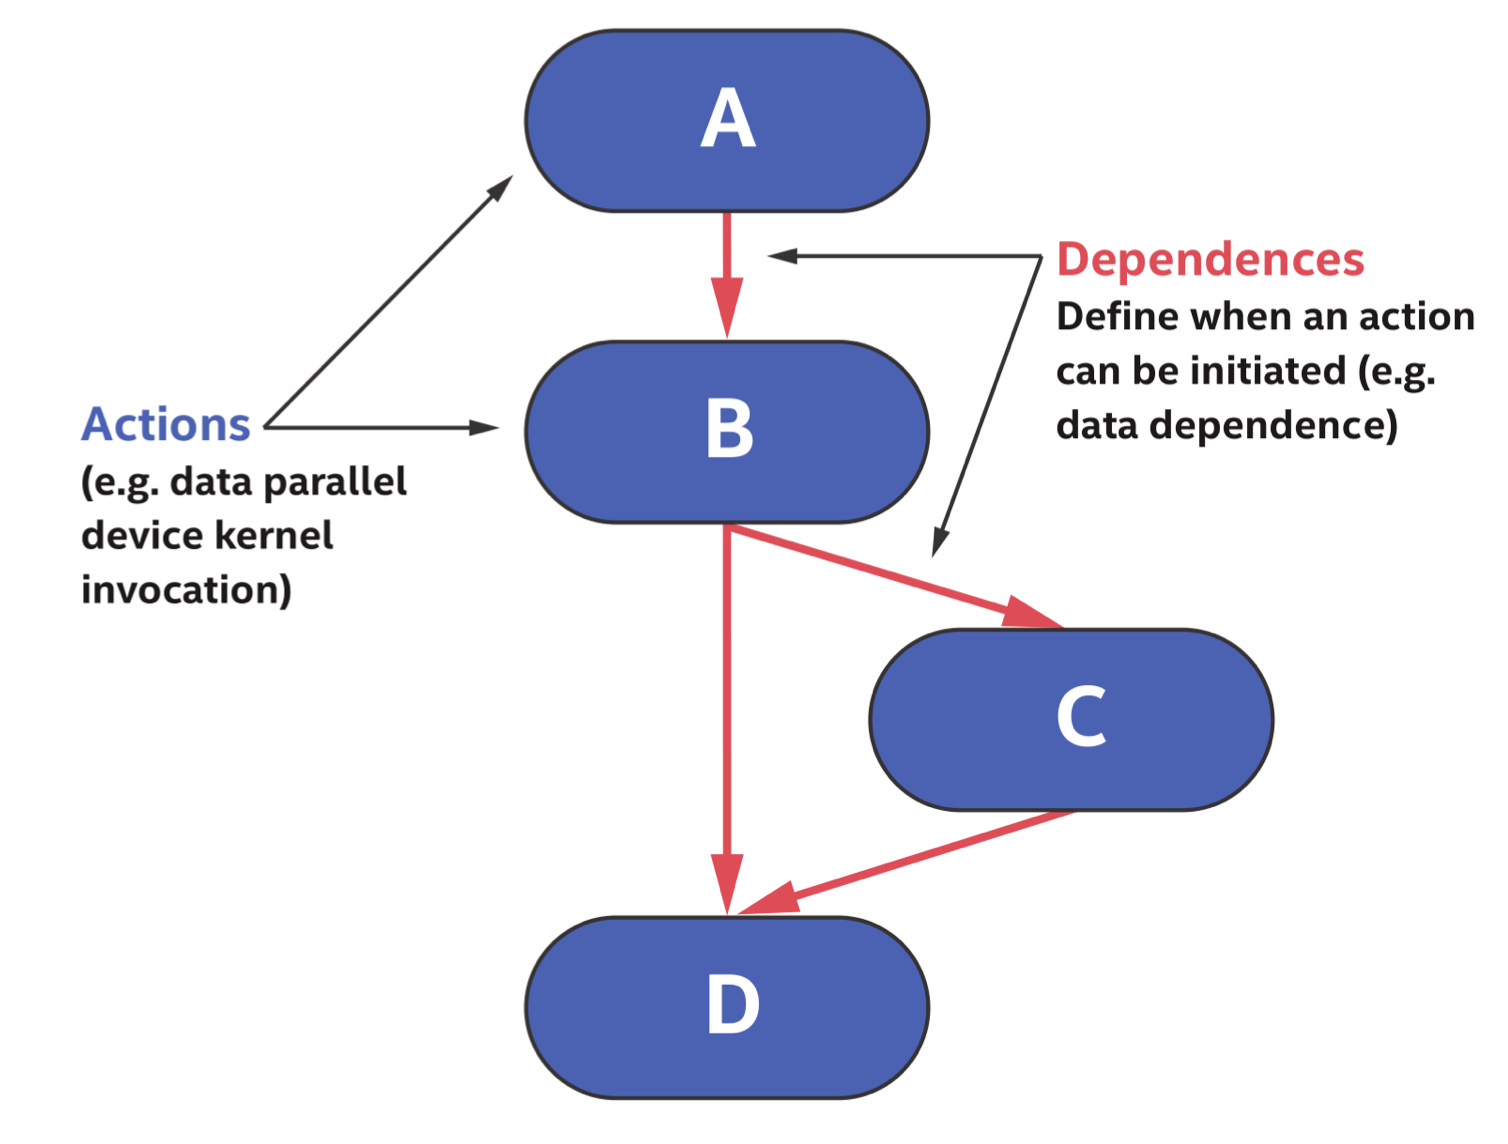 A
Dependences
Define when an action
can be initiated (e.g.
data dependence)
Actions
(e.g. data parallel
device kernel
invocation)
B
C
D